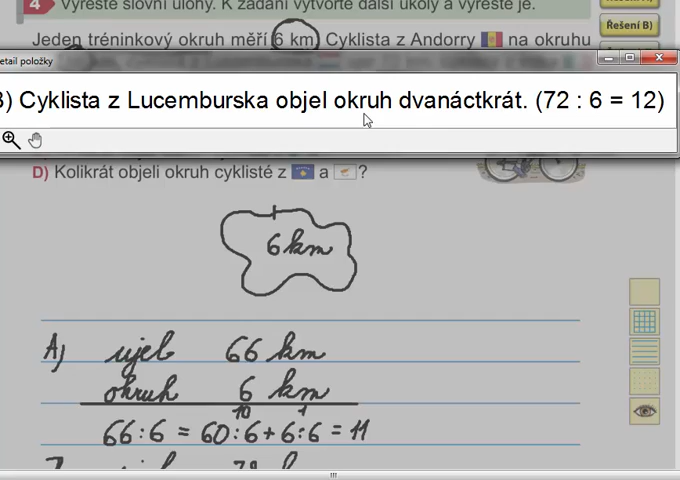 4 Vyřešte slovní úlohy. K zadání vytvořte další úkoly a vyřešte je.
Řešení B)
Jeden tréninkový okruh měří 6 km. Cyklista z Andorry na okruhu
etail položky
B) Cyklista z Lucemburska objel okruh dvanáctkrát. (72 : 6 = 12)
D) Kolikrát objeli okruh cyklisté z a ?
6 km
A) ujel 66 km
okruh 6 km
10 1
66:6 = 60:6 + 6:6 = 11